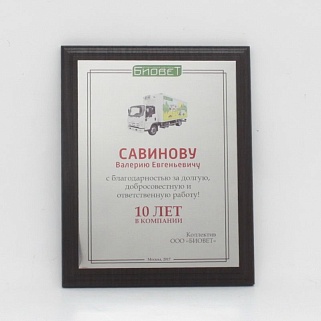 БИОВЕТ
САВИНОВУ
Валерию Евгеньевичу
с благодарностью за долгую,
добросовестную и
ответственную работу!
10 ЛЕТ
В КОМПАНИИ
Коллектив
ООО «БИОВЕТ»